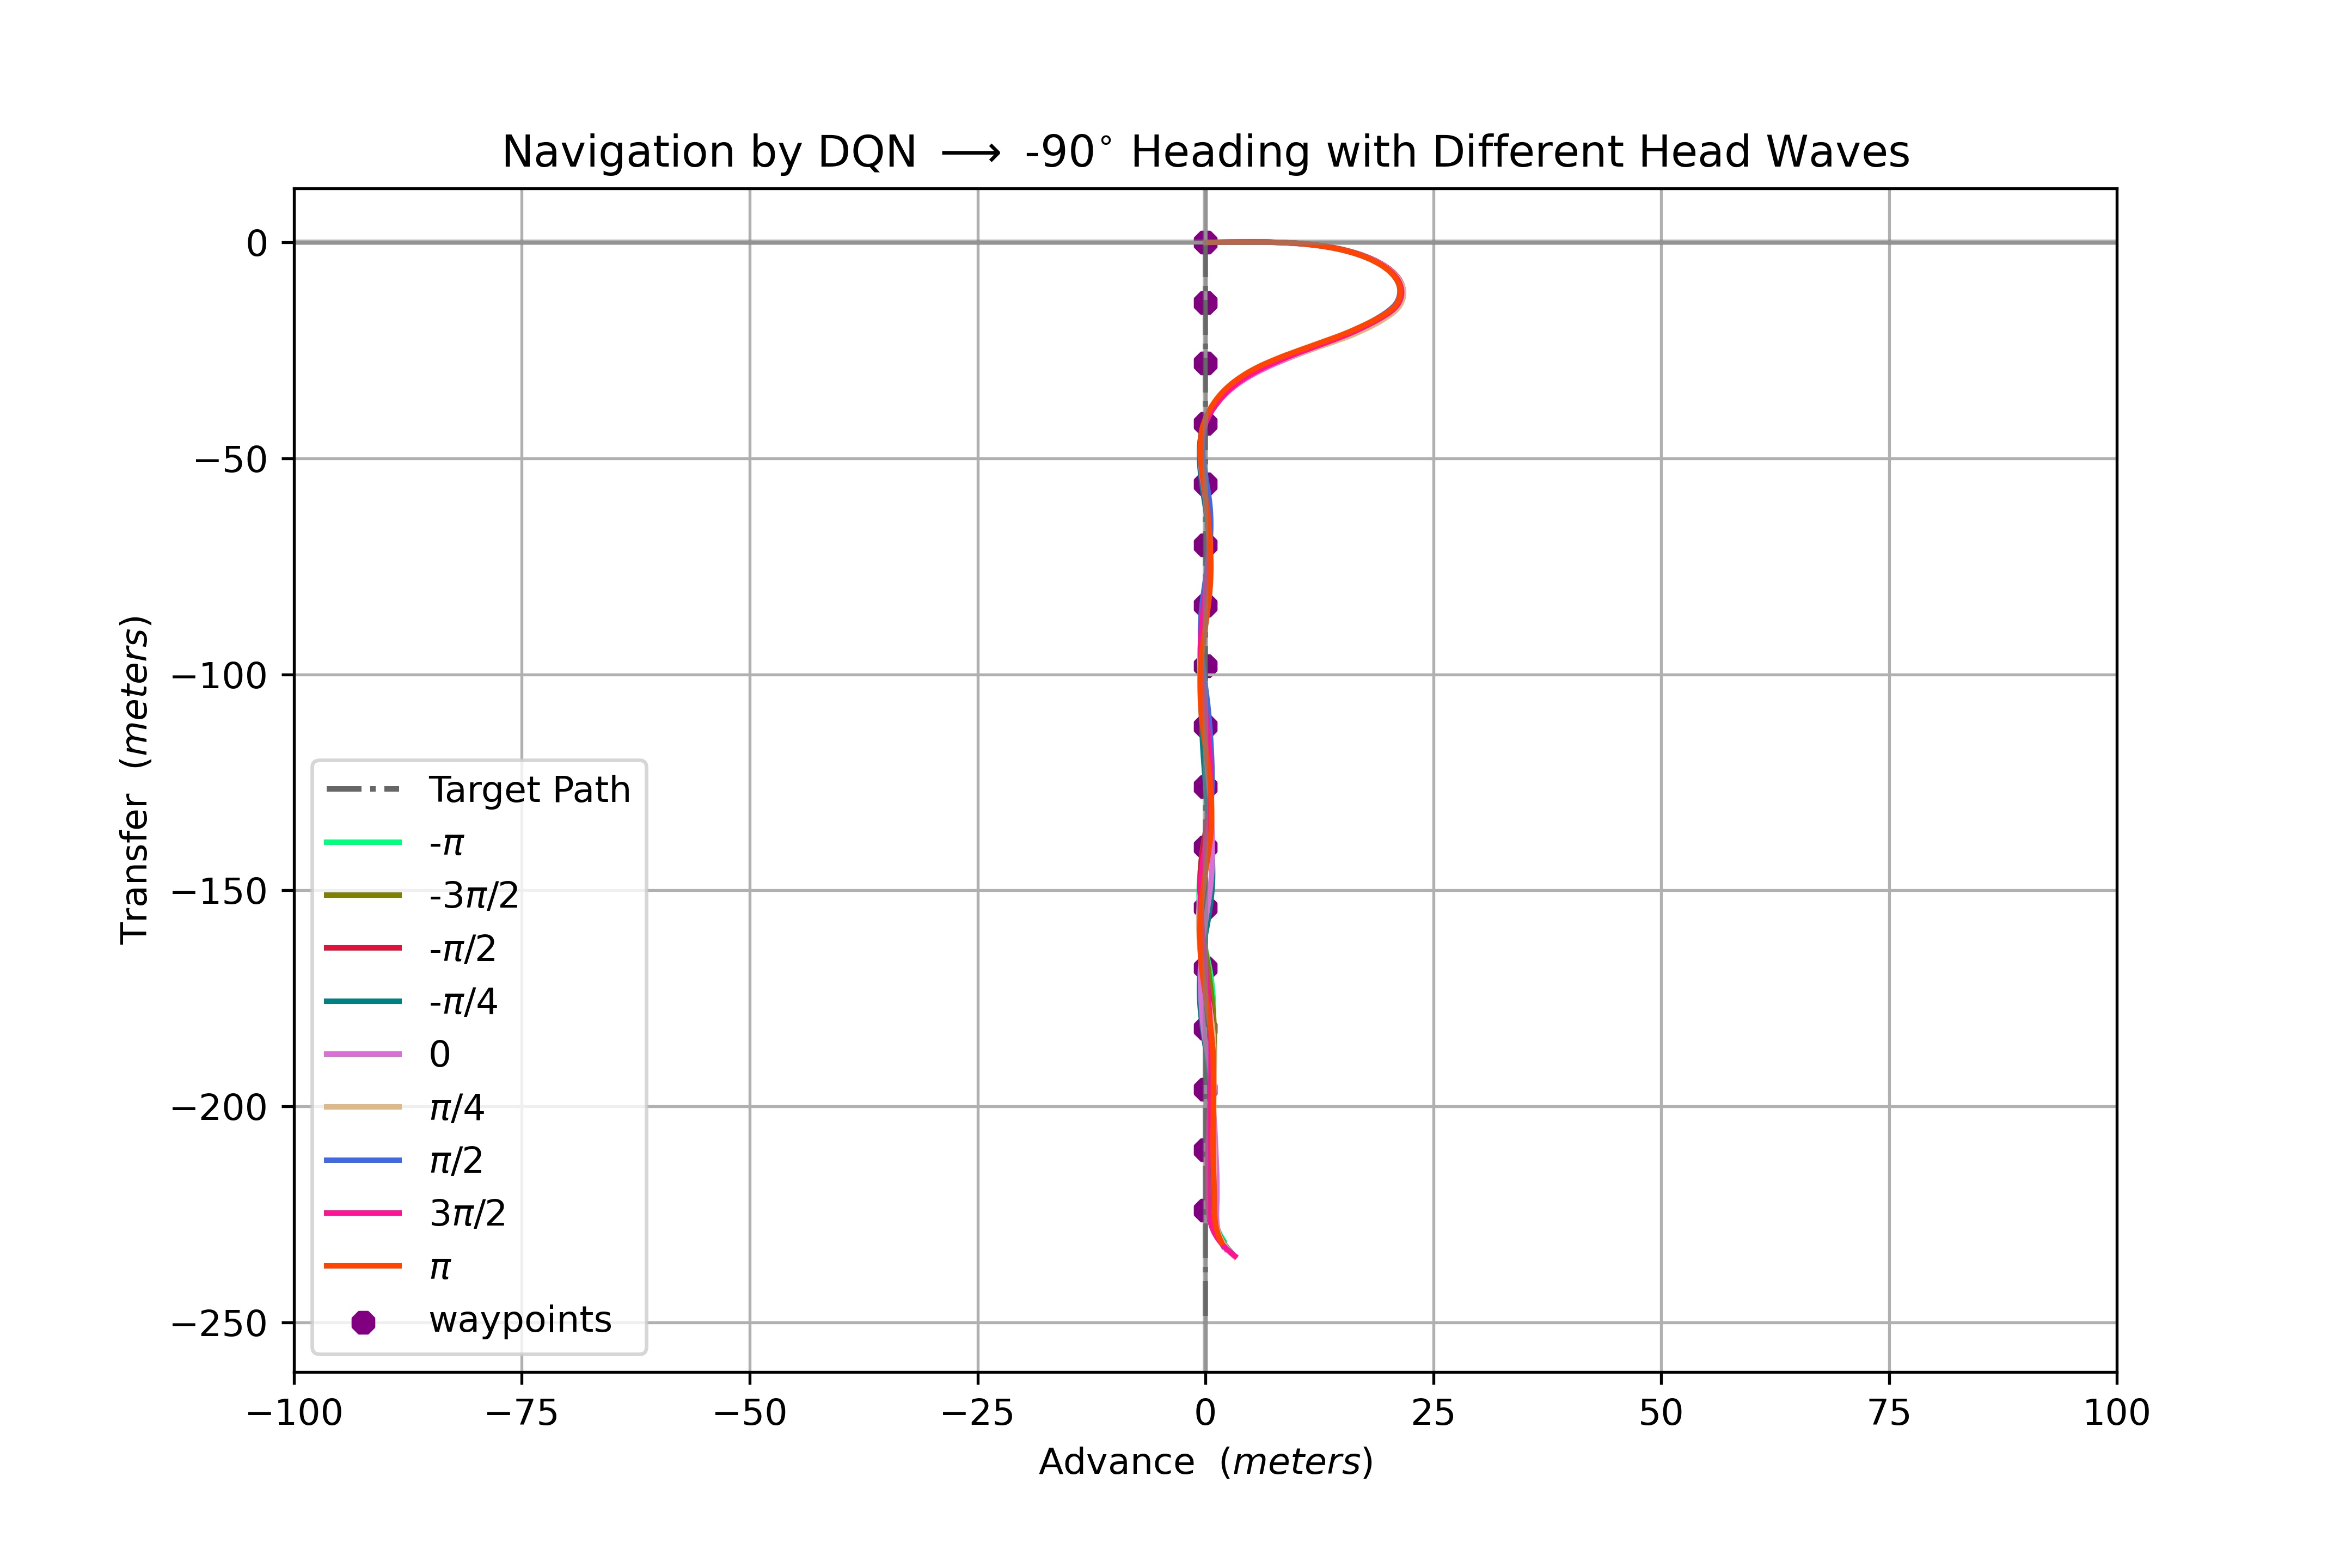 Navigation by DQN ⟶ -90° Heading with Different Head Waves
0
−50
−100
−150
−200
−250
Transfer (meters)
Target Path
-π
-3π/2
-π/2
-π/4
0
π/4
π/2
3π/2
π
waypoints
−100 −75 −50 −25 0 25 50 75 100
Advance (meters)